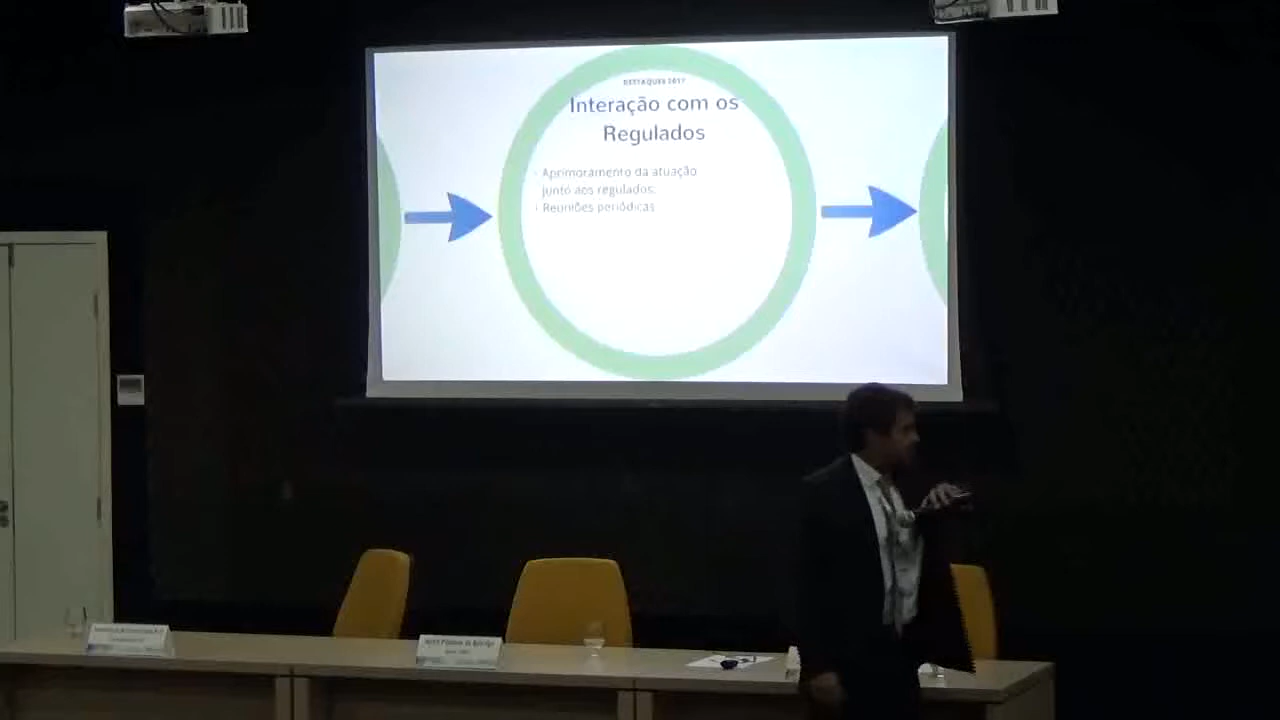 DESTAQUES 2017
Interação com os
Regulados
- Aprimoramento da atuação
junto aos regulados;
- Reuniões periódicas